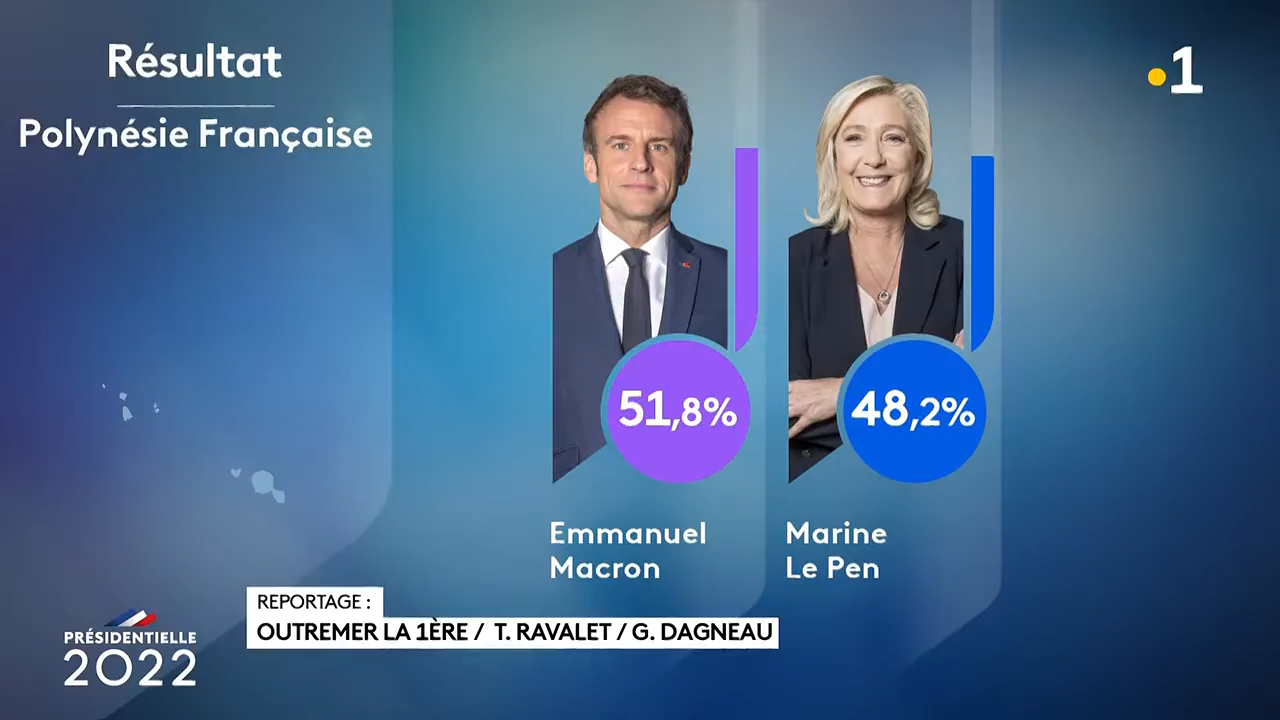 Résultat
Polynésie Française
1
51,8%
48,2%
Emmanuel
Macron
Marine
Le Pen
REPORTAGE :
OUTREMER LA 1ÈRE / T. RAVALET / G. DAGNEAU
PRÉSIDENTIELLE
2022